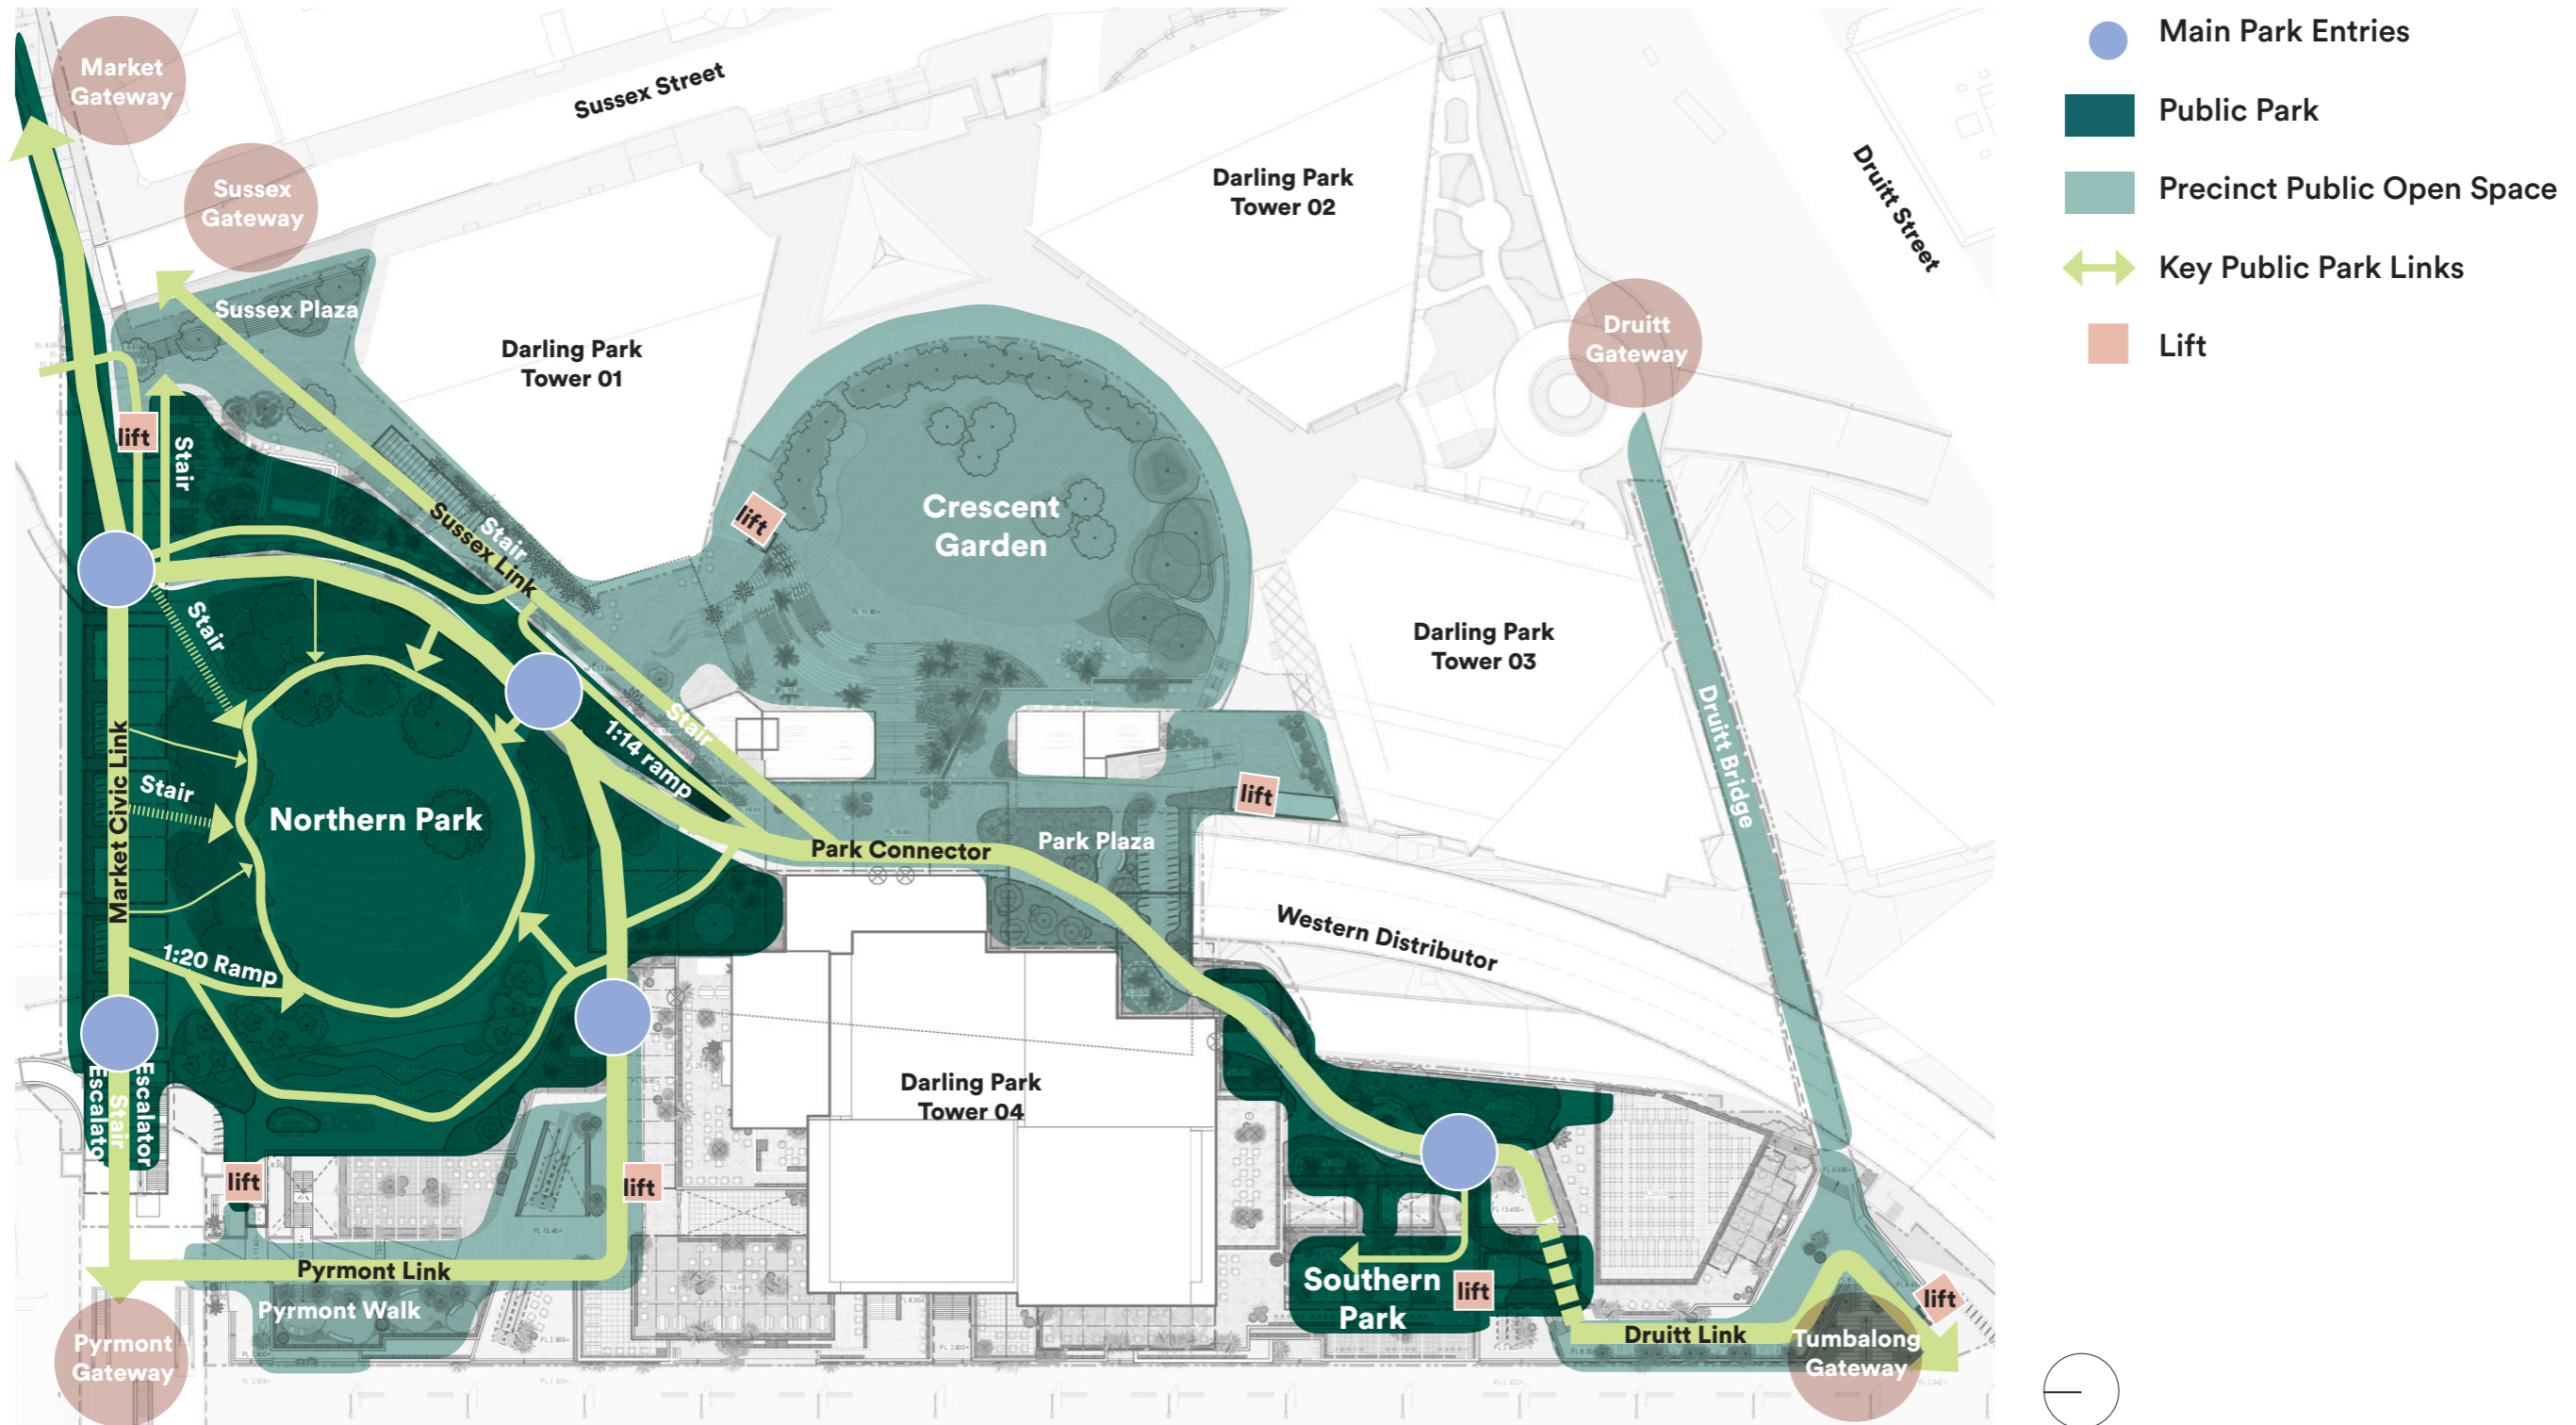 Market
Gateway
Sussex
Gateway
Sussex Street
Darling Park
Tower 02
Druitt Street
Main Park Entries
Public Park
Precinct Public Open Space
Key Public Park Links
Lift
Sussex Plaza
Darling Park
Tower 01
Druitt
Gateway
lift
Stair
Sussex Link
Stair
lift
Crescent
Garden
Stair
Darling Park
Tower 03
Druitt Bridge
Market Civic Link
Stair
Northern Park
1:14 ramp
Stair
Park Connector
Park Plaza
lift
Western Distributor
1:20 Ramp
Escalator
Stair
Escalator
Darling Park
Tower 04
lift
lift
Pyrmont Link
Pyrmont Walk
Pyrmont
Gateway
Southern
Park
lift
Druitt Link
Tumbalong
Gateway
lift